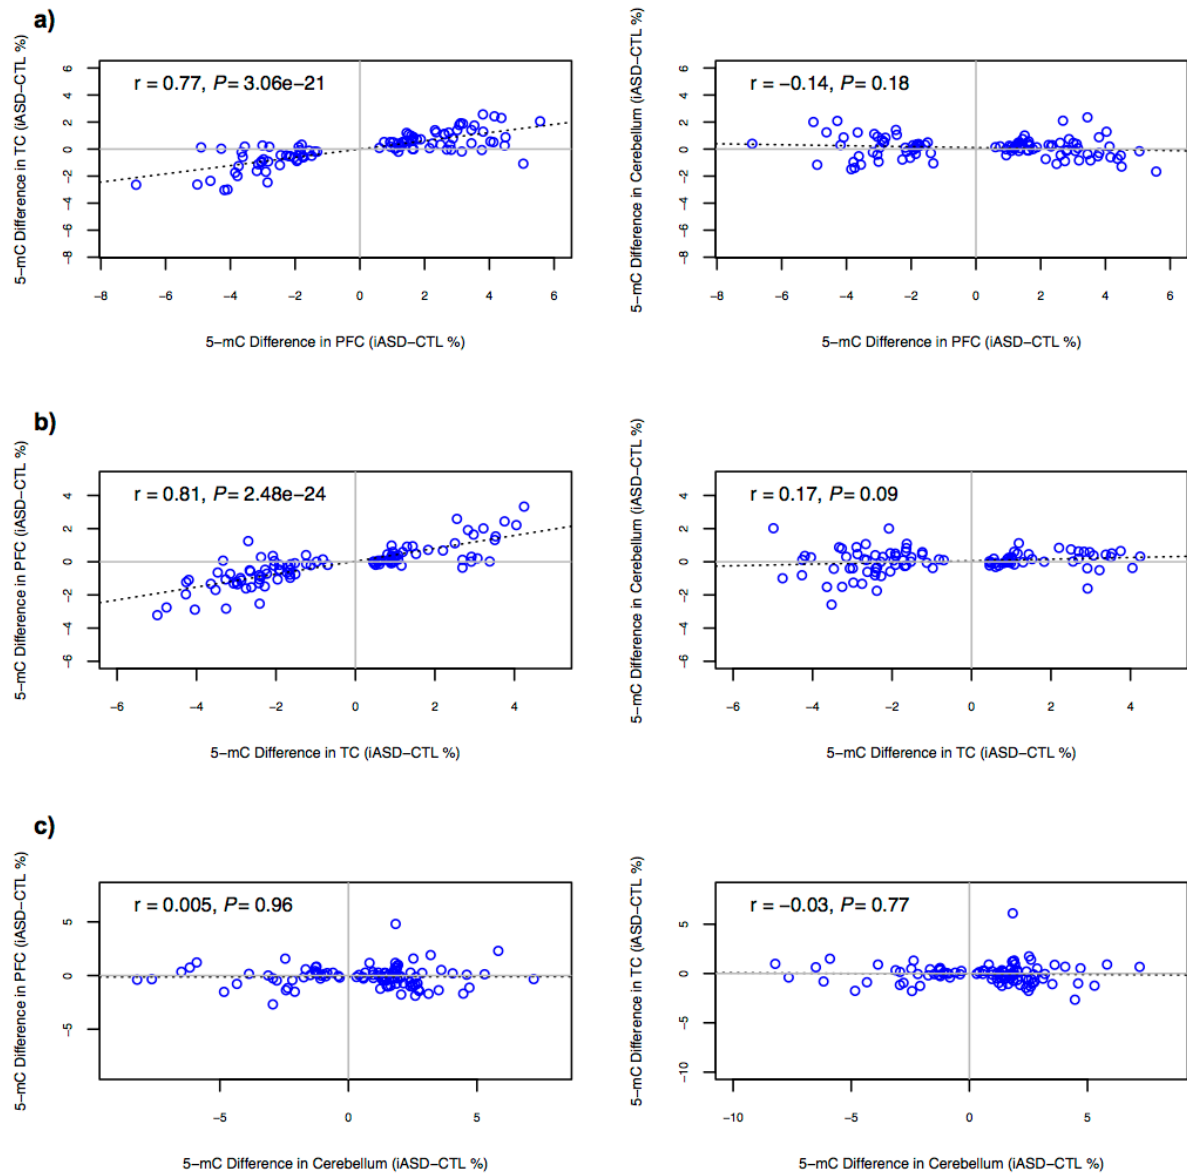 a)
5-mC Difference in TC (iASD-CTL %)
6
4
2
0
-2
-4
-6
-8
r = 0.77, P = 3.06e-21
-8 -6 -4 -2 0 2 4 6
5-mC Difference in PFC (iASD-CTL %)
5-mC Difference in Cerebellum (iASD-CTL %)
6
4
2
0
-2
-4
-6
-8
r = -0.14, P = 0.18
-8 -6 -4 -2 0 2 4 6
5-mC Difference in PFC (iASD-CTL %)
b)
5-mC Difference in PFC (iASD-CTL %)
4
2
0
-2
-4
-6
r = 0.81, P = 2.48e-24
-6 -4 -2 0 2 4
5-mC Difference in TC (iASD-CTL %)
5-mC Difference in Cerebellum (iASD-CTL %)
4
2
0
-2
-4
-6
r = 0.17, P = 0.09
-6 -4 -2 0 2 4
5-mC Difference in TC (iASD-CTL %)
c)
5-mC Difference in PFC (iASD-CTL %)
5
0
-5
r = 0.005, P = 0.96
-5 0 5
5-mC Difference in Cerebellum (iASD-CTL %)
5-mC Difference in TC (iASD-CTL %)
5
0
-5
-10
r = -0.03, P = 0.77
-10 -5 0 5
5-mC Difference in Cerebellum (iASD-CTL %)